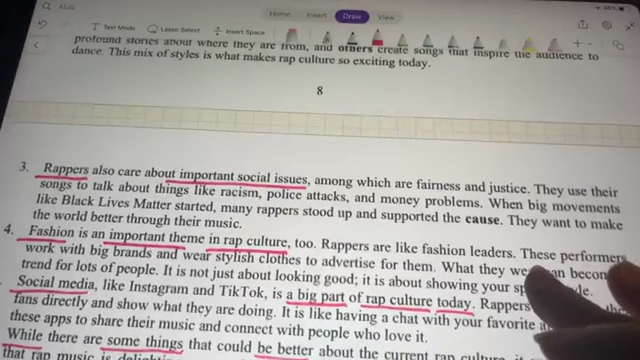 Home Insert Draw View
Text Mode Lasso Select Insert Space
profound stories about where they are from, and others create songs that inspire the audience to
dance. This mix of styles is what makes rap culture so exciting today.
8
3. Rappers also care about important social issues, among which are fairness and justice. They use their
songs to talk about things like racism, police attacks, and money problems. When big movements
like Black Lives Matter started, many rappers stood up and supported the cause. They want to make
the world better through their music.
4. Fashion is an important theme in rap culture, too. Rappers are like fashion leaders. These performers
work with big brands and wear stylish clothes to advertise for them. What they we an becom
trend for lots of people. It is not just about looking good; it is about showing your sp de.
Social media, like Instagram and TikTok, is a big part of rap culture today. Rappers
fans directly and show what they are doing. It is like having a chat with your favorite a
these apps to share their music and connect with people who love it.
While there are some things that could be better about the current rap culture, it
that rap music is